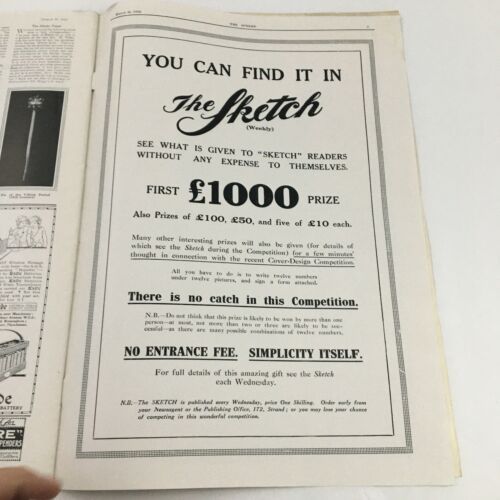 THE SPHERE
YOU CAN FIND IT IN
The Sketch
(Weekly)
SEE WHAT IS GIVEN TO "SKETCH" READERS
WITHOUT ANY EXPENSE TO THEMSELVES.
FIRST £1000 PRIZE
Also Prizes of £100, £50, and five of £10 each.
Many other interesting prizes will also be given (for details of
which see the Sketch during the Competition) for a few minutes'
thought in connection with the recent Cover-Design Competition.
All you have to do is to write twelve numbers
under twelve pictures, and sign a form attached.
There is no catch in this Competition.
N.B.—Do not think that this prize is likely to be won by more than one
person—at most, not more than two or three are likely to be suc-
cessful—as there are many possible combinations of twelve numbers.
NO ENTRANCE FEE. SIMPLICITY ITSELF.
For full details of this amazing gift see the Sketch
each Wednesday.
N.B.—The SKETCH is published every Wednesday, price One Shilling. Order early from
your Newsagent or the Publishing Office, 172, Strand; or you may lose your chance
of competing in this wonderful competition.
BATTERY